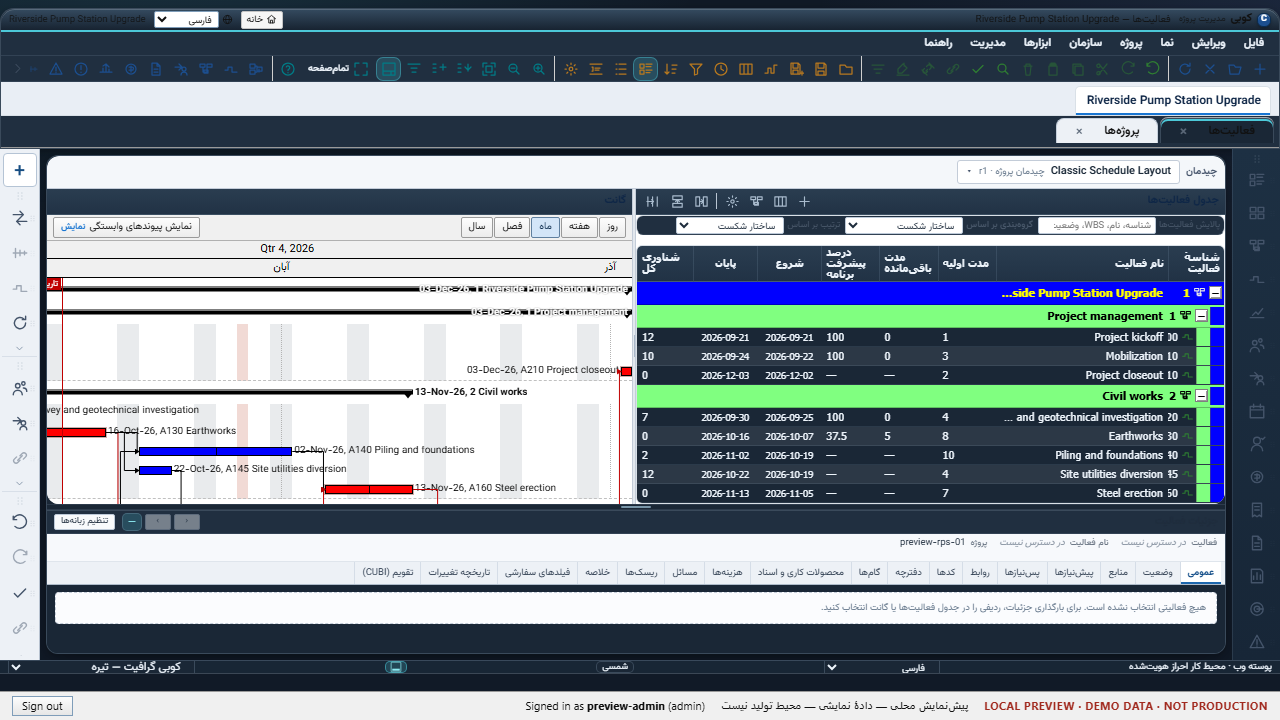 کوبی مدیریت پروژه فعالیت‌ها — Riverside Pump Station Upgrade
خانه
فارسی
Riverside Pump Station Upgrade
فایل ویرایش نما پروژه سازمان ابزارها مدیریت راهنما
تمام‌صفحه
Riverside Pump Station Upgrade
فعالیت‌ها ×
پروژه‌ها ×
چیدمان Classic Schedule Layout چیدمان پروژه · r1
جدول فعالیت‌ها
پالایش فعالیت‌ها شناسه، نام، WBS، وضعیت گروه‌بندی بر اساس ساختار شکست ترتیب بر اساس ساختار شکست
شناسهٔ فعالیت نام فعالیت مدت اولیه مدت باقی‌مانده درصد پیشرفت برنامه شروع پایان شناوری کل
1 side Pump Station Upgrade...
1 Project management
Project kickoff 1 0 100 2026-09-21 2026-09-21 12
Mobilization 3 0 100 2026-09-22 2026-09-24 10
Project closeout 2 — — 2026-12-02 2026-12-03 0
2 Civil works
... and geotechnical investigation 4 0 100 2026-09-25 2026-09-30 7
Earthworks 8 5 37.5 2026-10-07 2026-10-16 0
Piling and foundations 10 — — 2026-10-19 2026-11-02 2
Site utilities diversion 4 — — 2026-10-19 2026-10-22 12
Steel erection 7 — — 2026-11-05 2026-11-13 0
گانت
روز هفته ماه فصل سال
نمایش پیوندهای وابستگی نمایش
Qtr 4, 2026
آبان
آذر
03-Dec-26, 1 Riverside Pump Station Upgrade
03-Dec-26, 1 Project management
03-Dec-26, A210 Project closeout
13-Nov-26, 2 Civil works
vey and geotechnical investigation
16-Oct-26, A130 Earthworks
02-Nov-26, A140 Piling and foundations
22-Oct-26, A145 Site utilities diversion
13-Nov-26, A160 Steel erection
تنظیم زبانه‌ها
فعالیت در دسترس نیست نام فعالیت در دسترس نیست پروژه preview-rps-01
عمومی وضعیت منابع پیش‌نیازها پس‌نیازها روابط کدها دفترچه گام‌ها محصولات کاری و اسناد هزینه‌ها مسائل ریسک‌ها خلاصه فیلدهای سفارشی تاریخچه تغییرات تقویم (CUBI)
هیچ فعالیتی انتخاب نشده است. برای بارگذاری جزئیات، ردیفی را در جدول فعالیت‌ها یا گانت انتخاب کنید.
پوسته وب · محیط کار احراز هویت‌شده فارسی شمسی کوبی گرافیت — تیره
LOCAL PREVIEW · DEMO DATA · NOT PRODUCTION پیش‌نمایش محلی — دادهٔ نمایشی — محیط تولید نیست Signed in as preview-admin (admin)
Sign out